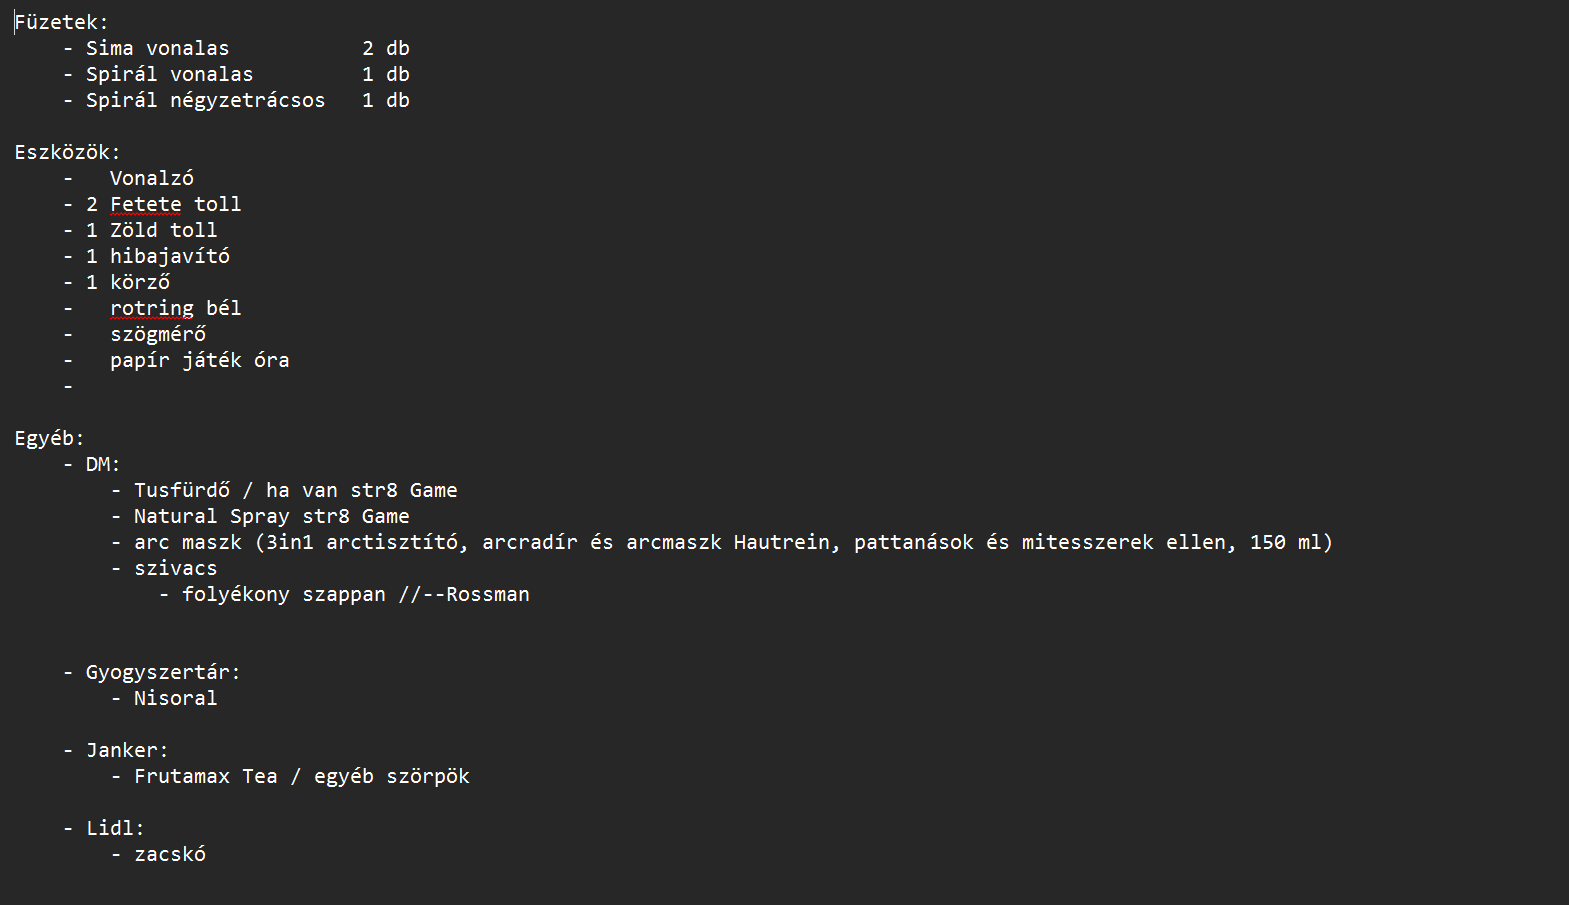 Füzetek:
- Sima vonalas 2 db
- Spirál vonalas 1 db
- Spirál négyzetrácsos 1 db
Eszközök:
- Vonalzó
- 2 Fetete toll
- 1 Zöld toll
- 1 hibajavító
- 1 körző
- rotring bél
- szögmérő
- papír játék óra
-
Egyéb:
- DM:
- Tusfürdő / ha van str8 Game
- Natural Spray str8 Game
- arc maszk (3in1 arctisztító, arcradír és arcmaszk Hautrein, pattanások és mitesszerek ellen, 150 ml)
- szivacs
- folyékony szappan //--Rossman
- Gyogyszertár:
- Nisoral
- Janker:
- Frutamax Tea / egyéb szörpök
- Lidl:
- zacskó